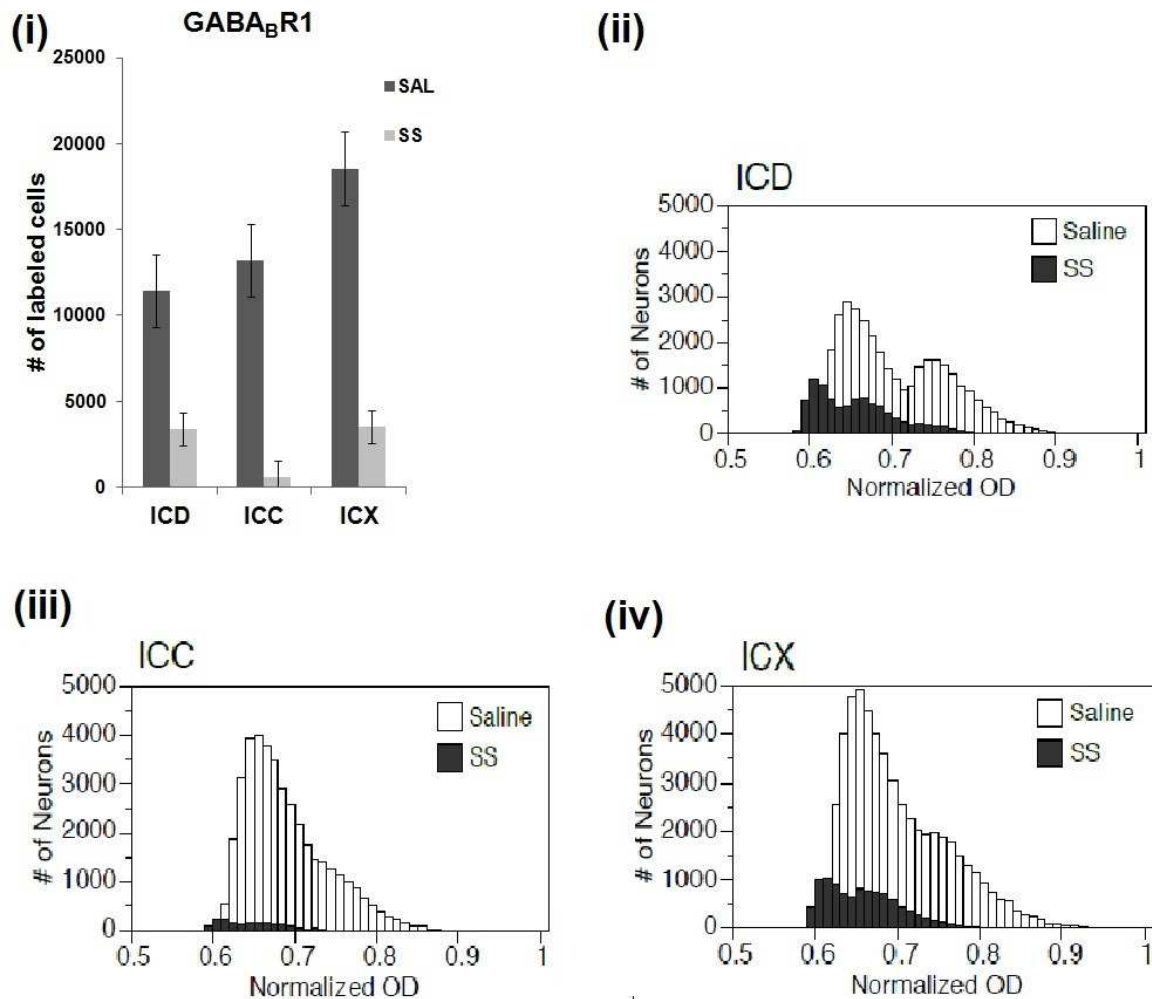 (i)
GABABR1
25000
20000
15000
10000
5000
0
# of labeled cells
SAL
SS
ICD ICC ICX
(ii)
ICD
5000
4000
3000
2000
1000
0
# of Neurons
Saline
SS
0.5 0.6 0.7 0.8 0.9 1
Normalized OD
(iii)
ICC
5000
4000
3000
2000
1000
0
# of Neurons
Saline
SS
0.5 0.6 0.7 0.8 0.9 1
Normalized OD
(iv)
ICX
5000
4000
3000
2000
1000
0
# of Neurons
Saline
SS
0.5 0.6 0.7 0.8 0.9 1
Normalized OD